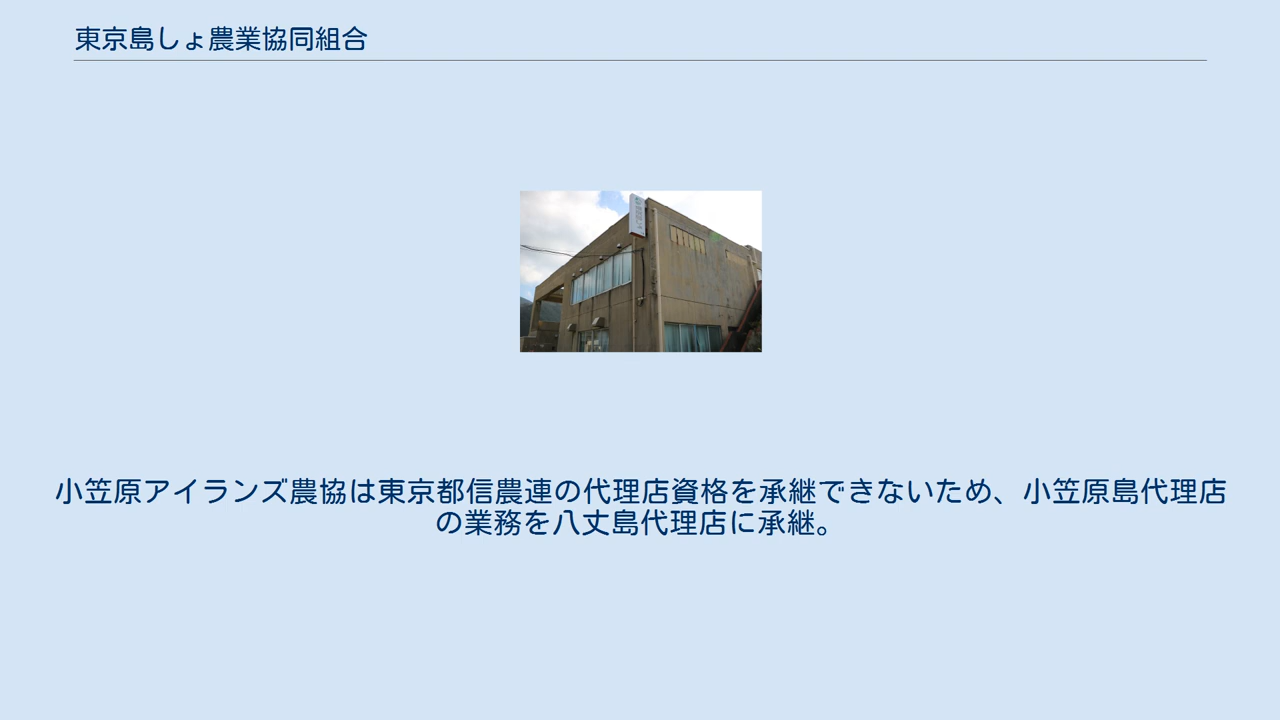 東京島しょ農業協同組合
小笠原アイランズ農協は東京都信農連の代理店資格を承継できないため、小笠原島代理店
の業務を八丈島代理店に承継。